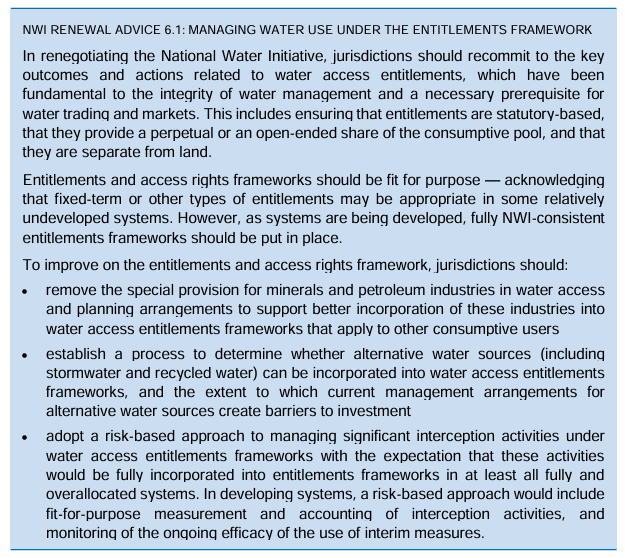 NWI RENEWAL ADVICE 6.1: MANAGING WATER USE UNDER THE ENTITLEMENTS FRAMEWORK
In renegotiating the National Water Initiative, jurisdictions should recommit to the key
outcomes and actions related to water access entitlements, which have been
fundamental to the integrity of water management and a necessary prerequisite for
water trading and markets. This includes ensuring that entitlements are statutory-based,
that they provide a perpetual or an open-ended share of the consumptive pool, and that
they are separate from land.
Entitlements and access rights frameworks should be fit for purpose — acknowledging
that fixed-term or other types of entitlements may be appropriate in some relatively
undeveloped systems. However, as systems are being developed, fully NWI-consistent
entitlements frameworks should be put in place.
To improve on the entitlements and access rights framework, jurisdictions should:
• remove the special provision for minerals and petroleum industries in water access
and planning arrangements to support better incorporation of these industries into
water access entitlements frameworks that apply to other consumptive users
• establish a process to determine whether alternative water sources (including
stormwater and recycled water) can be incorporated into water access entitlements
frameworks, and the extent to which current management arrangements for
alternative water sources create barriers to investment
• adopt a risk-based approach to managing significant interception activities under
water access entitlements frameworks with the expectation that these activities
would be fully incorporated into entitlements frameworks in at least all fully and
overallocated systems. In developing systems, a risk-based approach would include
fit-for-purpose measurement and accounting of interception activities, and
monitoring of the ongoing efficacy of the use of interim measures.